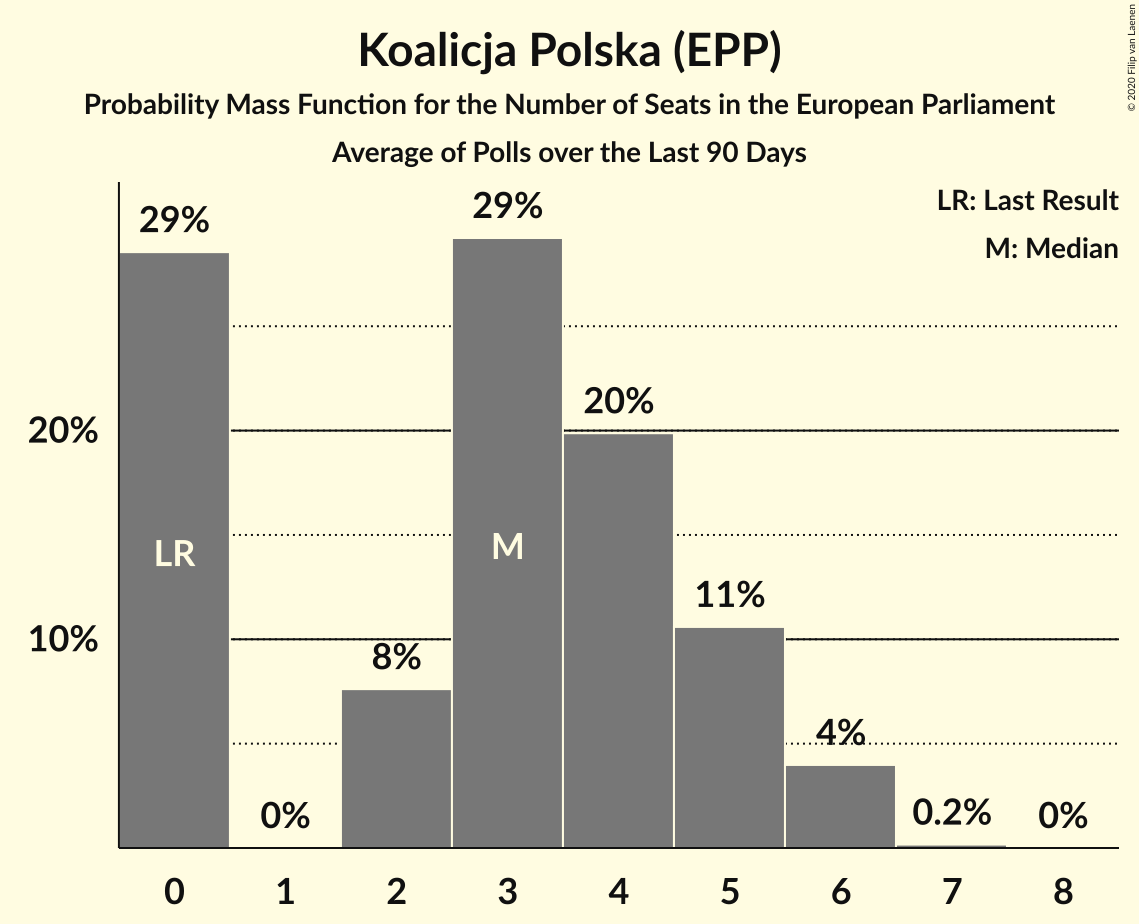 Koalicja Polska (EPP)
Probability Mass Function for the Number of Seats in the European Parliament
Average of Polls over the Last 90 Days
© 2020 Filip van Laenen
LR: Last Result
M: Median
29%
0%
8%
29%
20%
11%
4%
0.2%
0%
20%
10%
LR
M
0 1 2 3 4 5 6 7 8